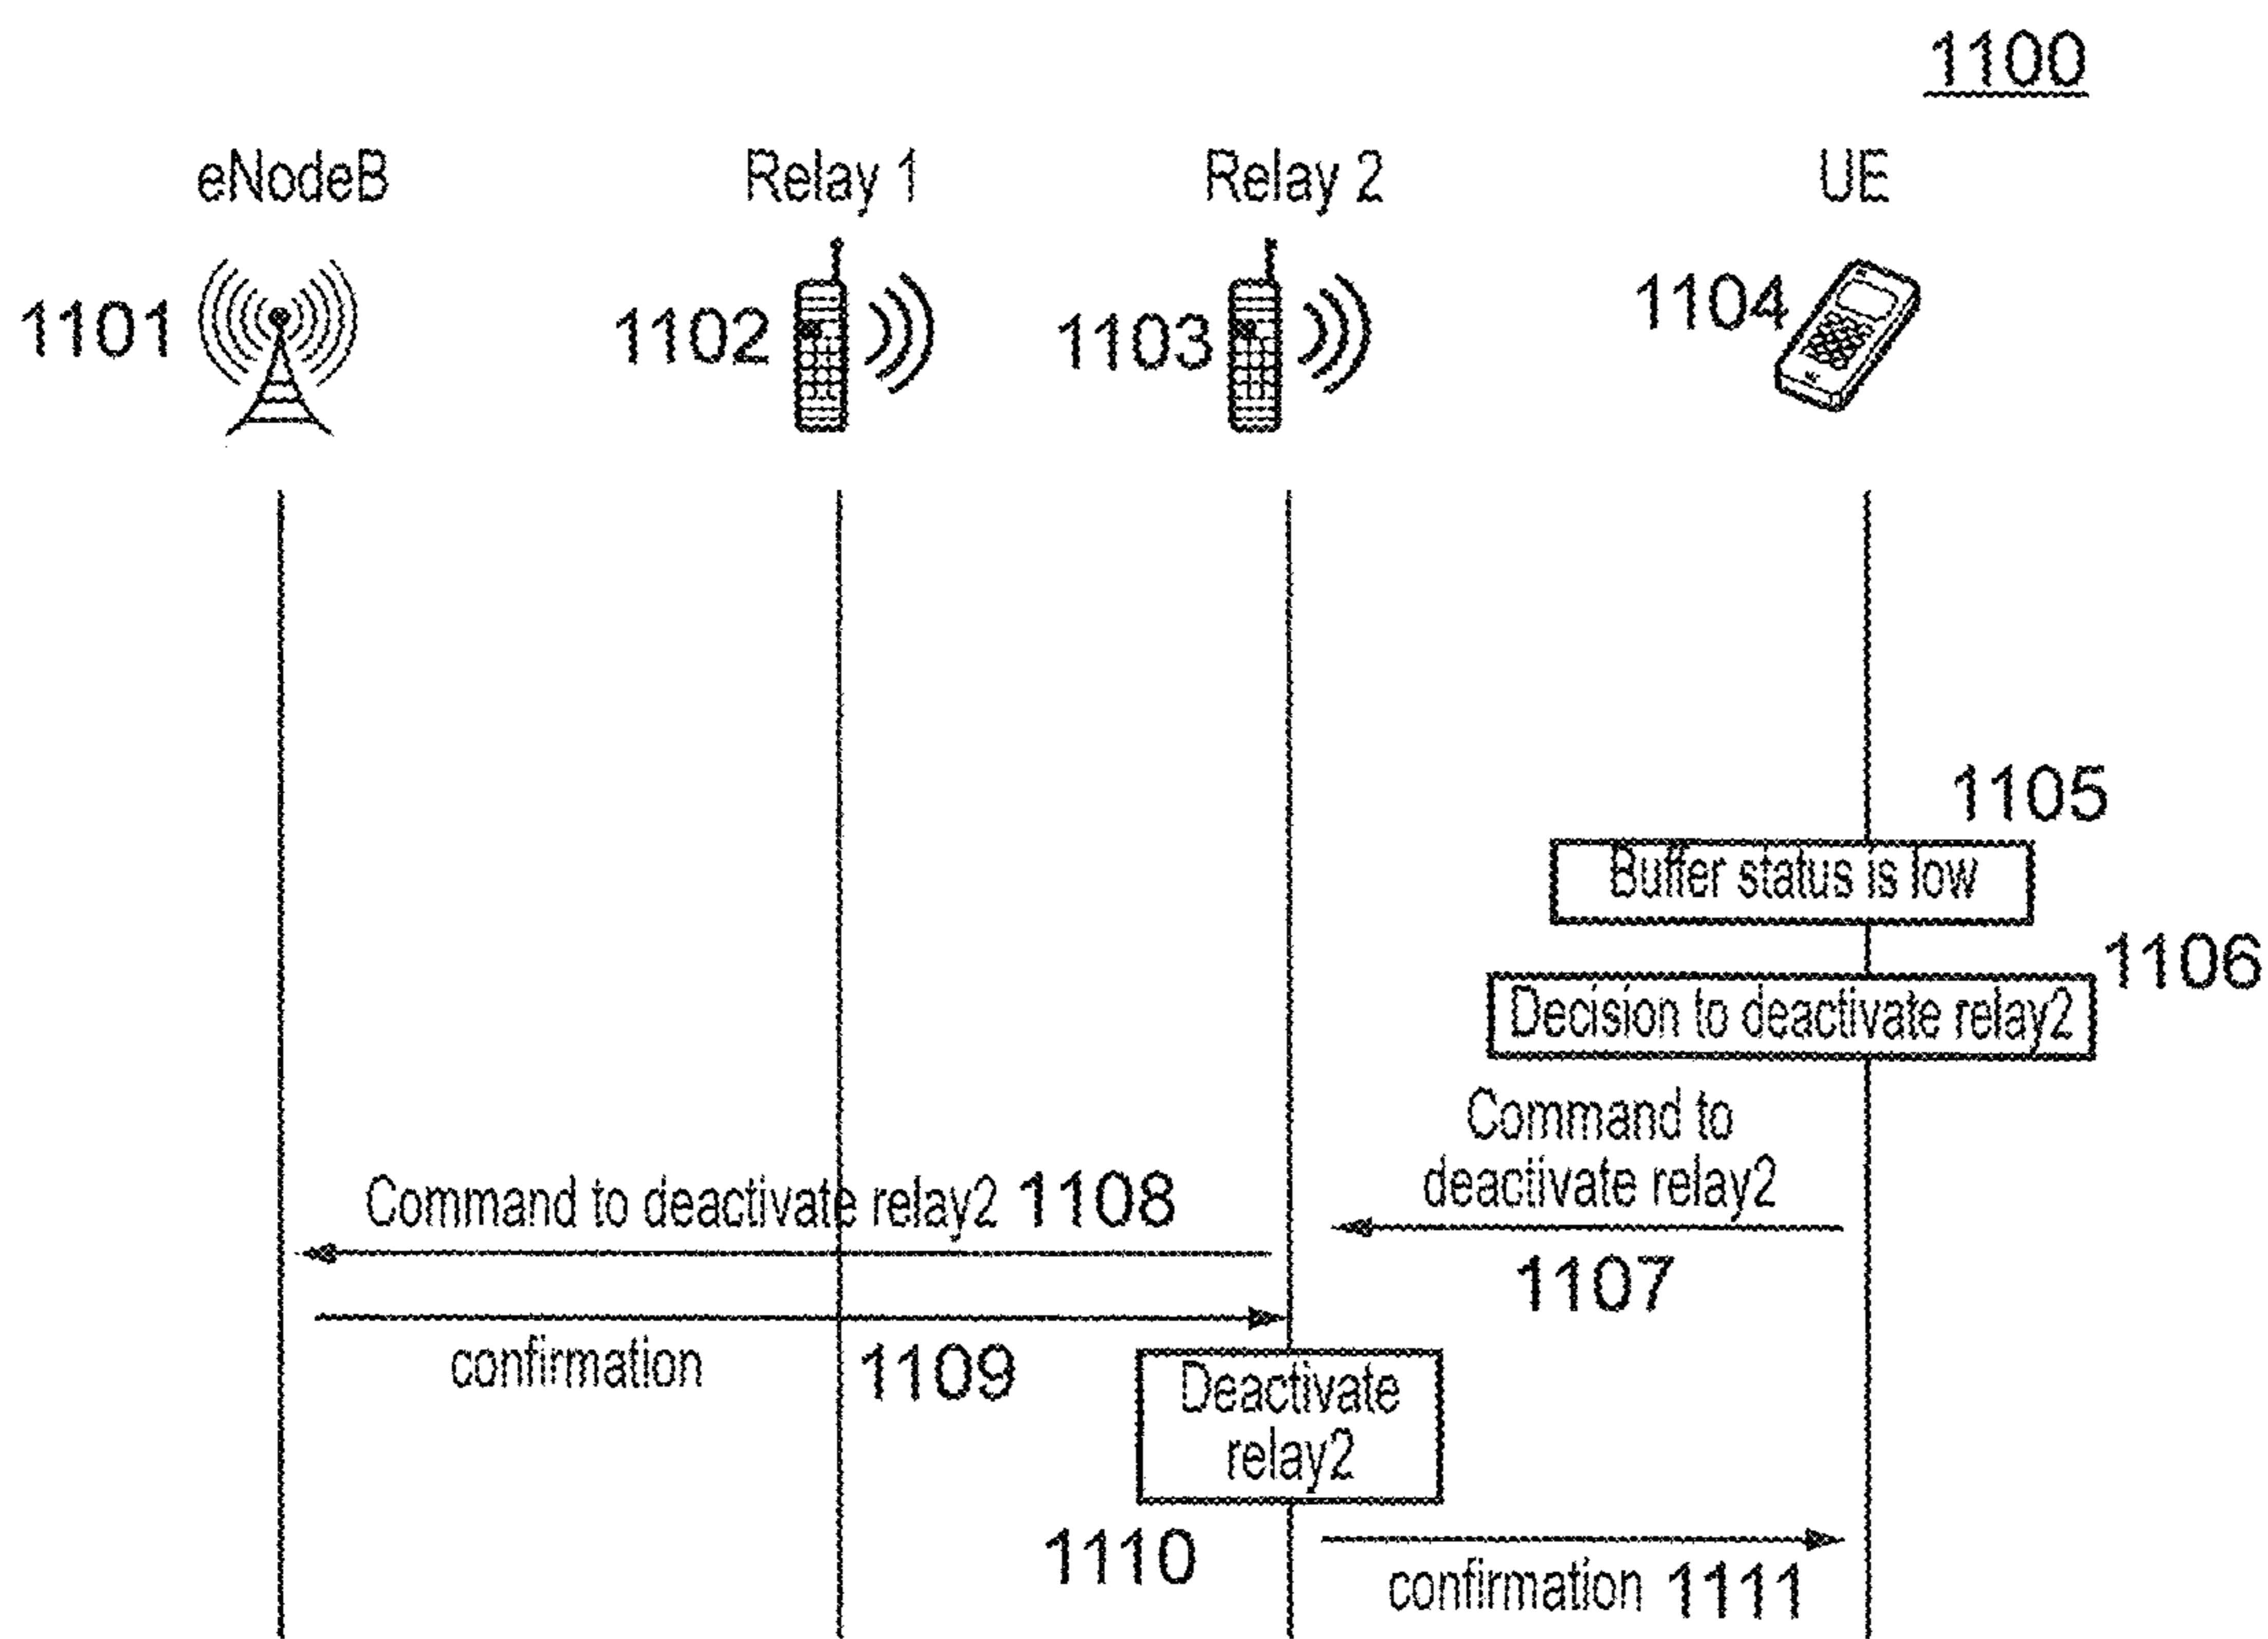 1100
eNodeB Relay 1 Relay 2 UE
1101 1102 1103 1104
1105
Buffer status is low
1106
Decision to deactivate relay2
Command to
deactivate relay2
1107
Command to deactivate relay2 1108
confirmation 1109
Deactivate
relay2
1110
confirmation 1111